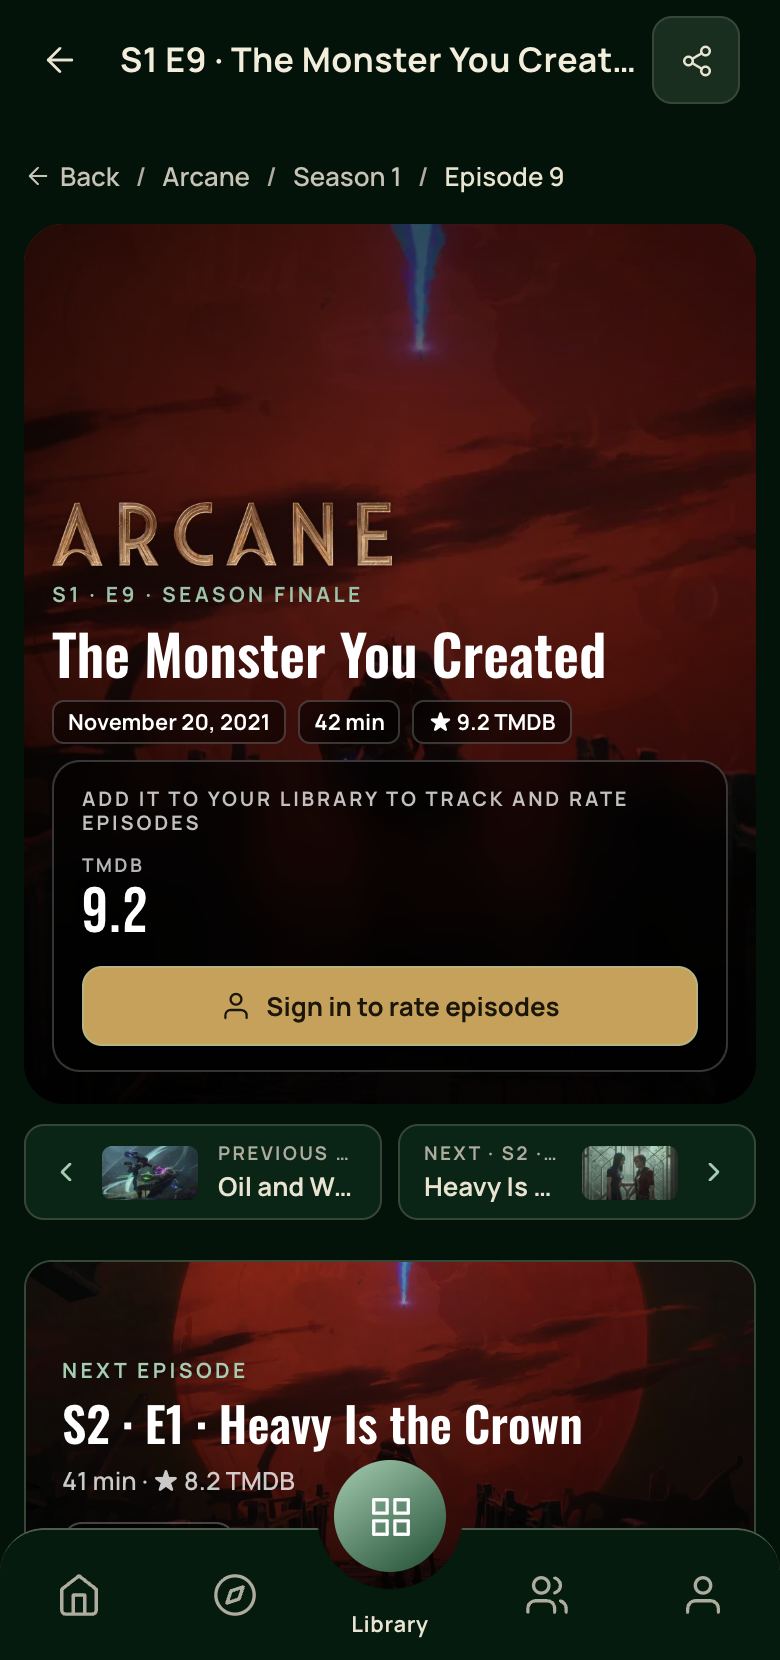 S1 E9 · The Monster You Creat...
Back / Arcane / Season 1 / Episode 9
ARCANE
S1 · E9 · SEASON FINALE
The Monster You Created
November 20, 2021 42 min ★ 9.2 TMDB
ADD IT TO YOUR LIBRARY TO TRACK AND RATE
EPISODES
TMDB
9.2
Sign in to rate episodes
PREVIOUS ...
Oil and W...
NEXT · S2 ·...
Heavy Is ...
NEXT EPISODE
S2 · E1 · Heavy Is the Crown
41 min · ★ 8.2 TMDB
Library